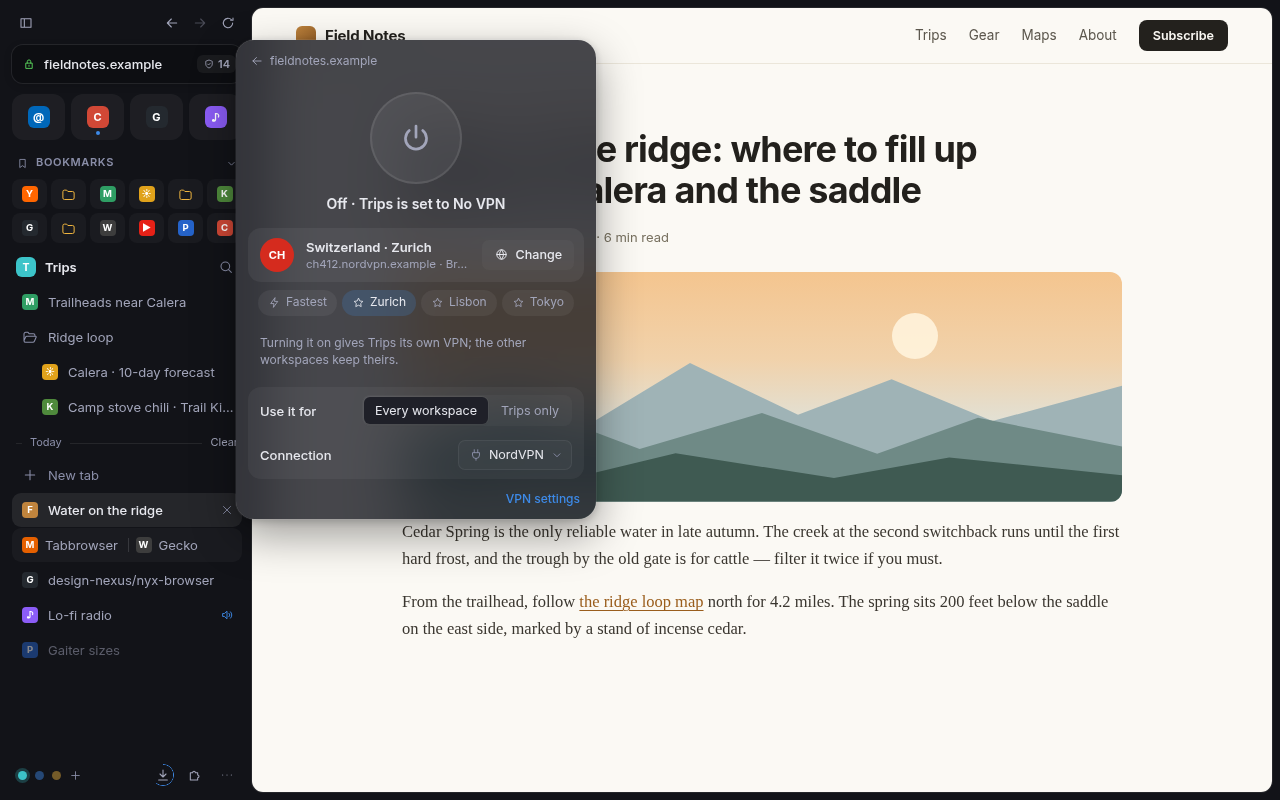 fieldnotes.example
14
@
C
G
BOOKMARKS
Y
M
K
G
W
P
C
T Trips
M Trailheads near Calera
Ridge loop
Calera · 10-day forecast
K Camp stove chili · Trail Ki...
Today
Clear
New tab
F Water on the ridge
M Tabbrowser
W Gecko
G design-nexus/nyx-browser
Lo-fi radio
P Gaiter sizes
fieldnotes.example
Off · Trips is set to No VPN
CH
Switzerland · Zurich
ch412.nordvpn.example · Br...
Change
Fastest
Zurich
Lisbon
Tokyo
Turning it on gives Trips its own VPN; the other
workspaces keep theirs.
Use it for
Every workspace
Trips only
Connection
NordVPN
VPN settings
Field Notes
Trips
Gear
Maps
About
Subscribe
e ridge: where to fill up
alera and the saddle
· 6 min read
Cedar Spring is the only reliable water in late autumn. The creek at the second switchback runs until the first
hard frost, and the trough by the old gate is for cattle — filter it twice if you must.
From the trailhead, follow the ridge loop map north for 4.2 miles. The spring sits 200 feet below the saddle
on the east side, marked by a stand of incense cedar.